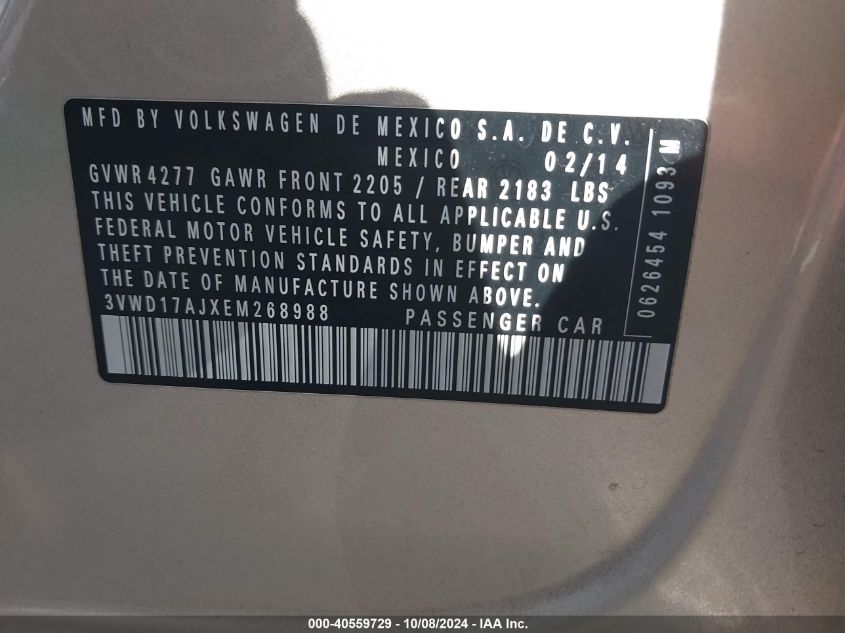 MFD BY VOLKSWAGEN DE MEXICO S.A. DE C.V.
MEXICO 02/14
GVWR 4277 GAWR FRONT 2205 / REAR 2183 LBS
THIS VEHICLE CONFORMS TO ALL APPLICABLE U.S.
FEDERAL MOTOR VEHICLE SAFETY, BUMPER AND
THEFT PREVENTION STANDARDS IN EFFECT ON
THE DATE OF MANUFACTURE SHOWN ABOVE.
3VWD17AJXEM268988 PASSENGER CAR
0626454 1093
000-40559729 - 10/08/2024 - IAA Inc.